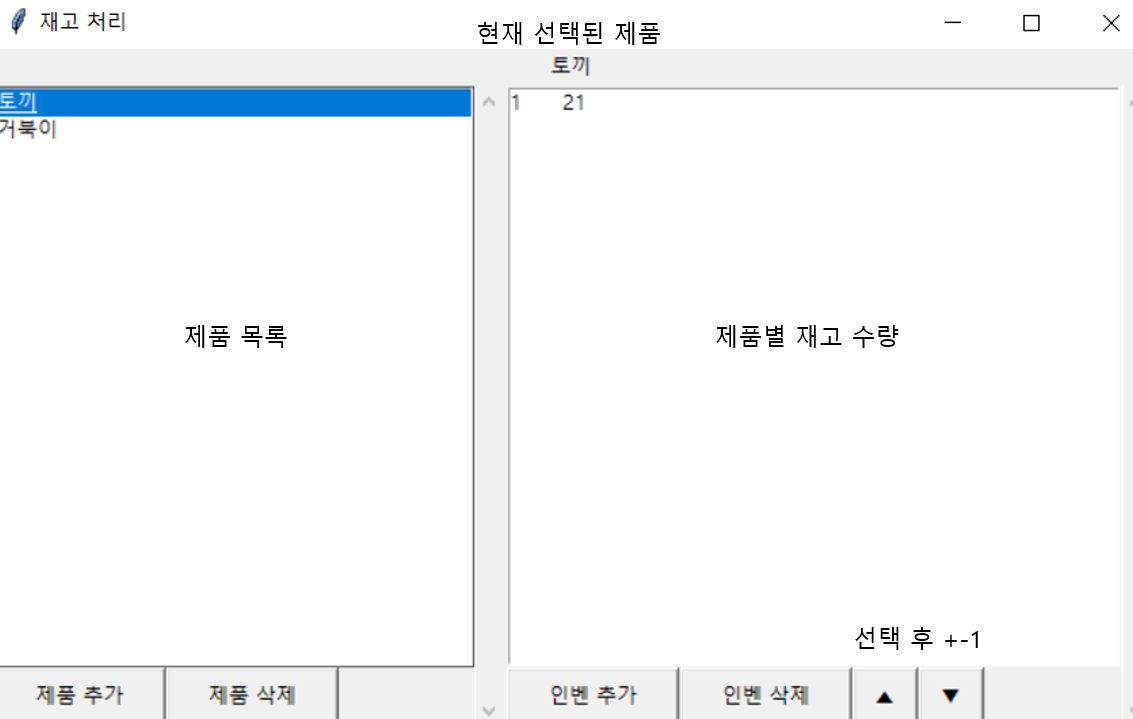 재고 처리
현재 선택된 제품
토끼
토끼
거북이
1 21
제품 목록
제품별 재고 수량
선택 후 +-1
제품 추가 제품 삭제 인벤 추가 인벤 삭제 ▲ ▼